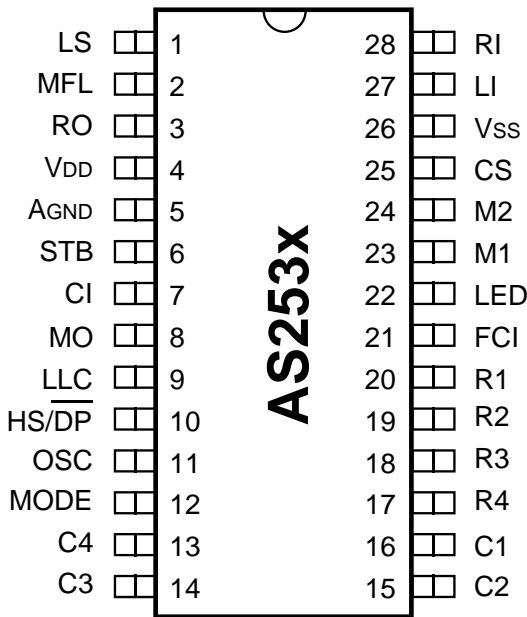 LS 1 28 RI
MFL 2 27 LI
RO 3 26 VSS
VDD 4 25 CS
AGND 5 24 M2
STB 6 23 M1
CI 7 22 LED
MO 8 21 FCI
LLC 9 20 R1
HS/D̅P̅ 10 19 R2
OSC 11 18 R3
MODE 12 17 R4
C4 13 16 C1
C3 14 15 C2
AS253x